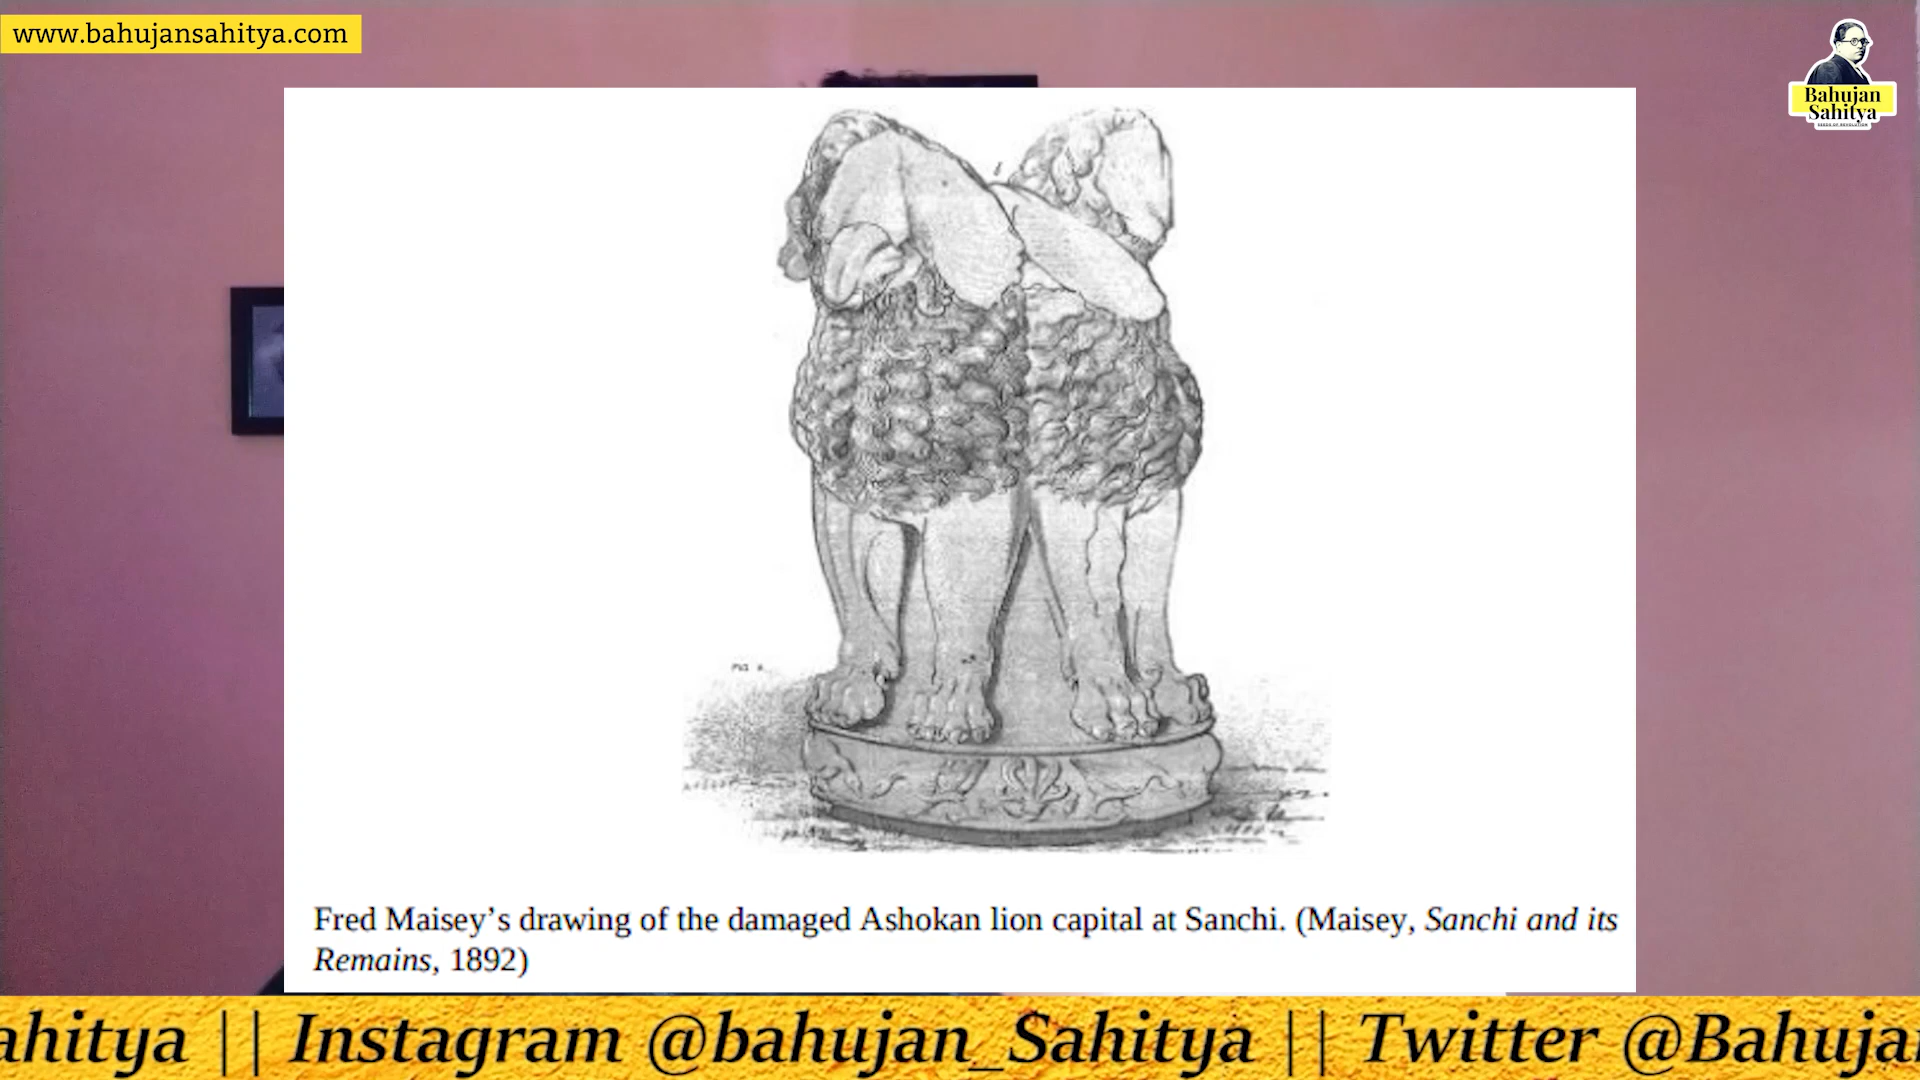 www.bahujansahitya.com
Bahujan
Sahitya
Fred Maisey’s drawing of the damaged Ashokan lion capital at Sanchi. (Maisey, Sanchi and its
Remains, 1892)
ahitya || Instagram @bahujan_Sahitya || Twitter @Bahuja